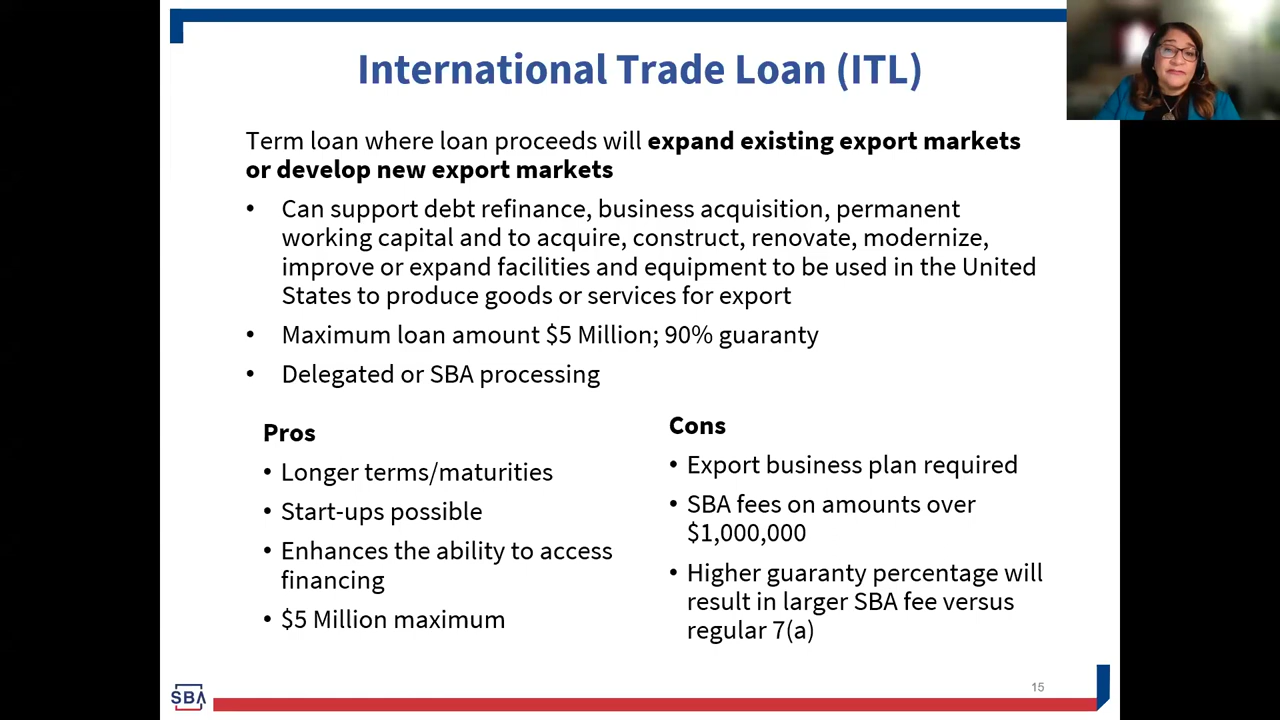 International Trade Loan (ITL)
Term loan where loan proceeds will expand existing export markets
or develop new export markets
• Can support debt refinance, business acquisition, permanent
working capital and to acquire, construct, renovate, modernize,
improve or expand facilities and equipment to be used in the United
States to produce goods or services for export
• Maximum loan amount $5 Million; 90% guaranty
• Delegated or SBA processing
Pros
• Longer terms/maturities
• Start-ups possible
• Enhances the ability to access
financing
• $5 Million maximum
Cons
• Export business plan required
• SBA fees on amounts over
$1,000,000
• Higher guaranty percentage will
result in larger SBA fee versus
regular 7(a)
SBA
15